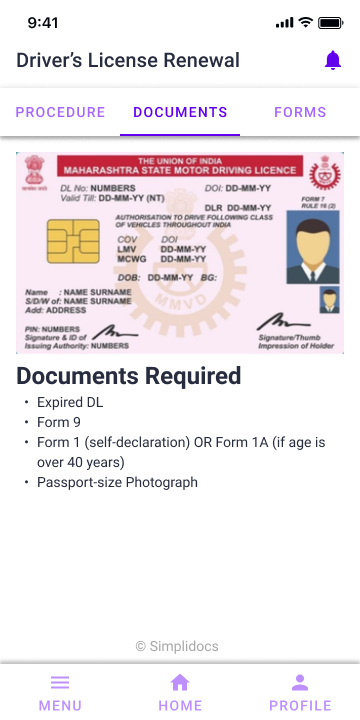 9:41
Driver's License Renewal
PROCEDURE DOCUMENTS FORMS
THE UNION OF INDIA
MAHARASHTRA STATE MOTOR DRIVING LICENCE
DL No: NUMBERS DOI: DD-MM-YY
Valid Till: DD-MM-YY (NT)
DLR DD-MM-YY
FORM 7
RULE 16 (2)
AUTHORISATION TO DRIVE FOLLOWING CLASS
OF VEHICLES THROUGHOUT INDIA
COV DOI
LMV DD-MM-YY
MCWG DD-MM-YY
DOB: DD-MM-YY BG:
MMVD
Name : NAME SURNAME
S/D/W of: NAME SURNAME
Add: ADDRESS
PIN: NUMBERS
Signature & ID of
Issuing Authority: NUMBERS
Signature/Thumb
Impression of Holder
Documents Required
• Expired DL
• Form 9
• Form 1 (self-declaration) OR Form 1A (if age is
over 40 years)
• Passport-size Photograph
© Simplidocs
MENU HOME PROFILE